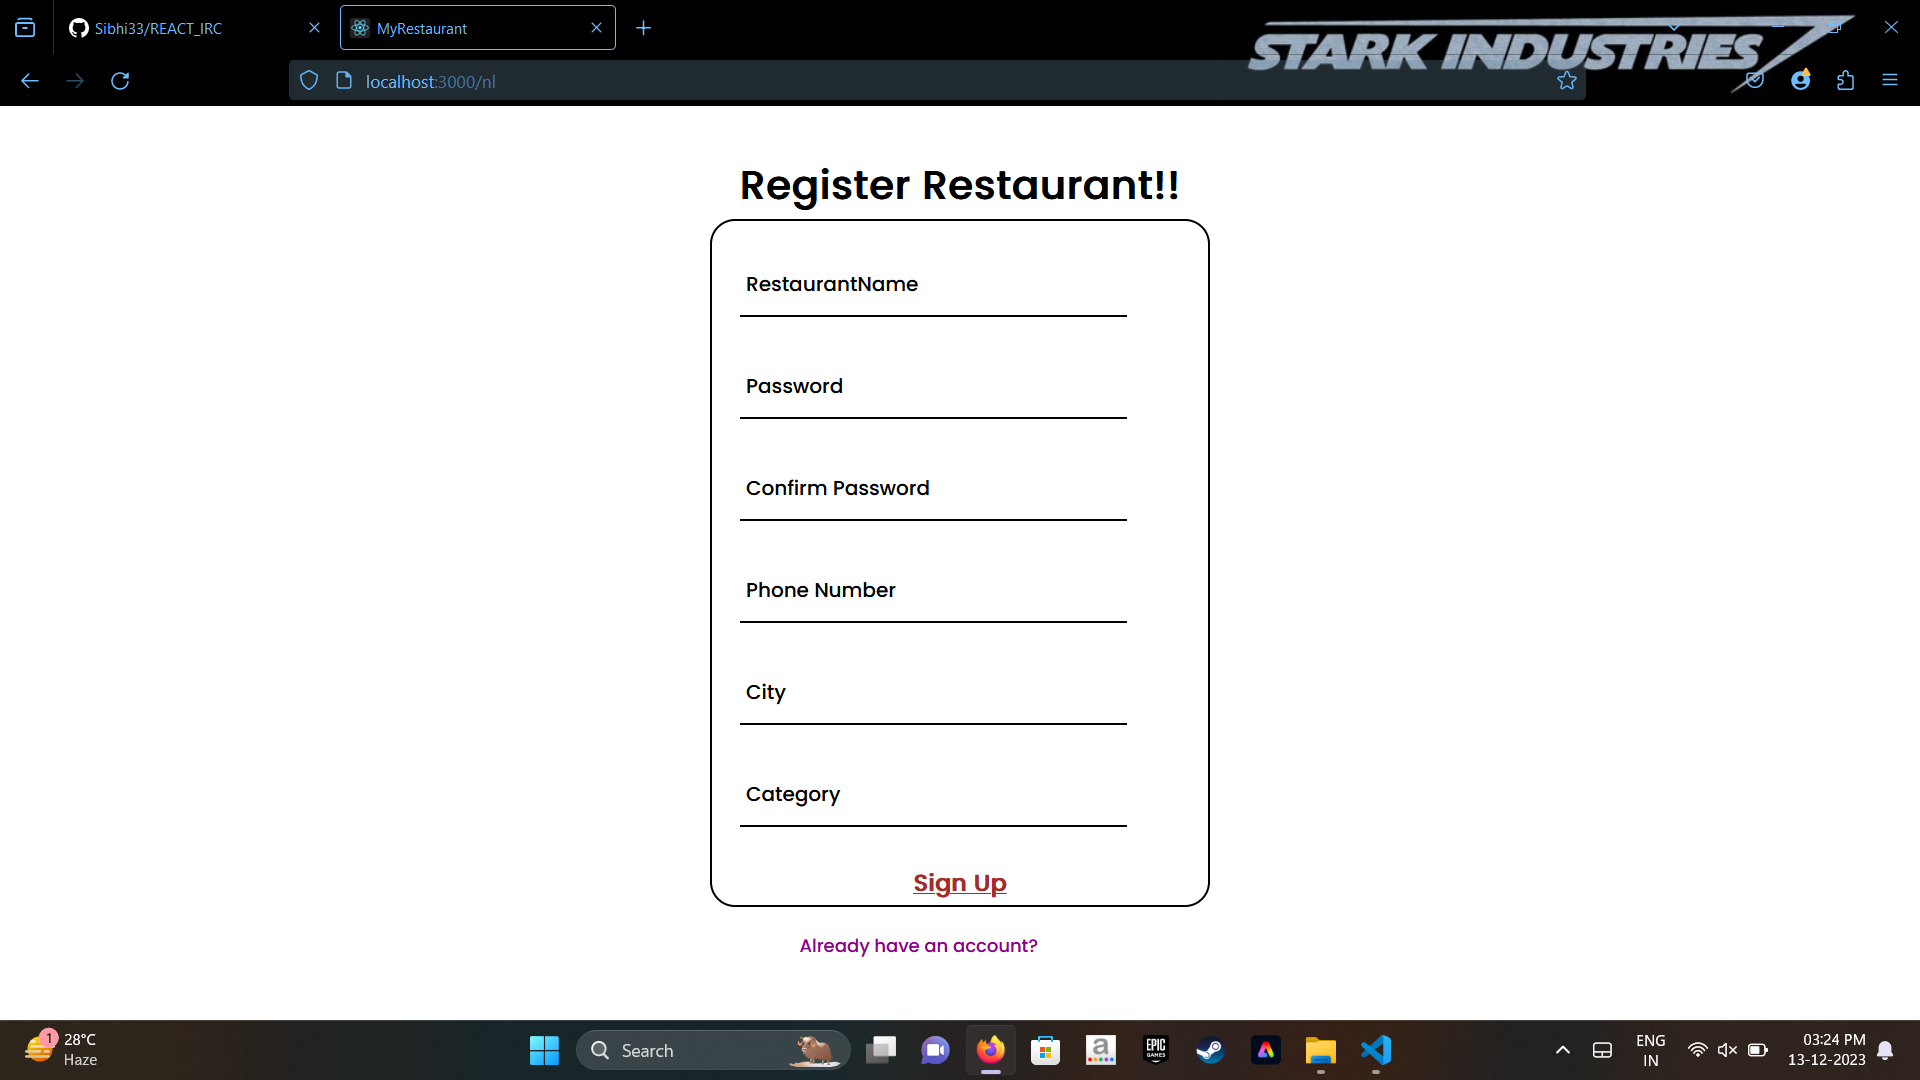 Sibhi33/REACT_IRC
MyRestaurant
STARK INDUSTRIES
localhost:3000/nl
Register Restaurant!!
RestaurantName
Password
Confirm Password
Phone Number
City
Category
Sign Up
Already have an account?
1
28°C
Haze
Search
a
EPIC
GAMES
ENG
IN
03:24 PM
13-12-2023